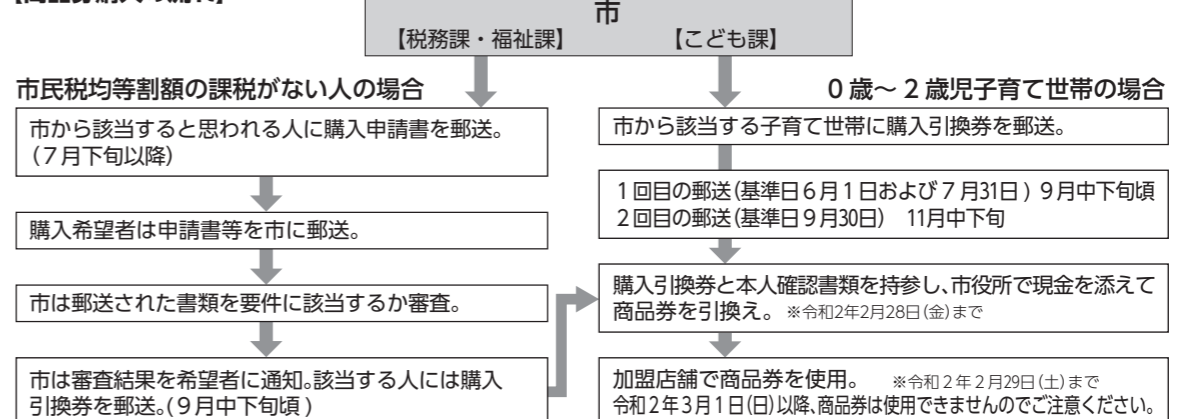 市
【税務課・福祉課】
【こども課】
市民税均等割額の課税がない人の場合
市から該当すると思われる人に購入申請書を郵送。
(7月下旬以降)
購入希望者は申請書等を市に郵送。
市は郵送された書類を要件に該当するか審査。
市は審査結果を希望者に通知。該当する人には購入
引換券を郵送。(9月中下旬頃)
0歳~2歳児子育て世帯の場合
市から該当する子育て世帯に購入引換券を郵送。
1回目の郵送(基準日6月1日および7月31日) 9月中下旬頃
2回目の郵送(基準日9月30日) 11月中下旬
購入引換券と本人確認書類を持参し、市役所で現金を添えて
商品券を引換え。 ※令和2年2月28日(金)まで
加盟店舗で商品券を使用。 ※令和2年2月29日(土)まで
令和2年3月1日(日)以降、商品券は使用できませんのでご注意ください。